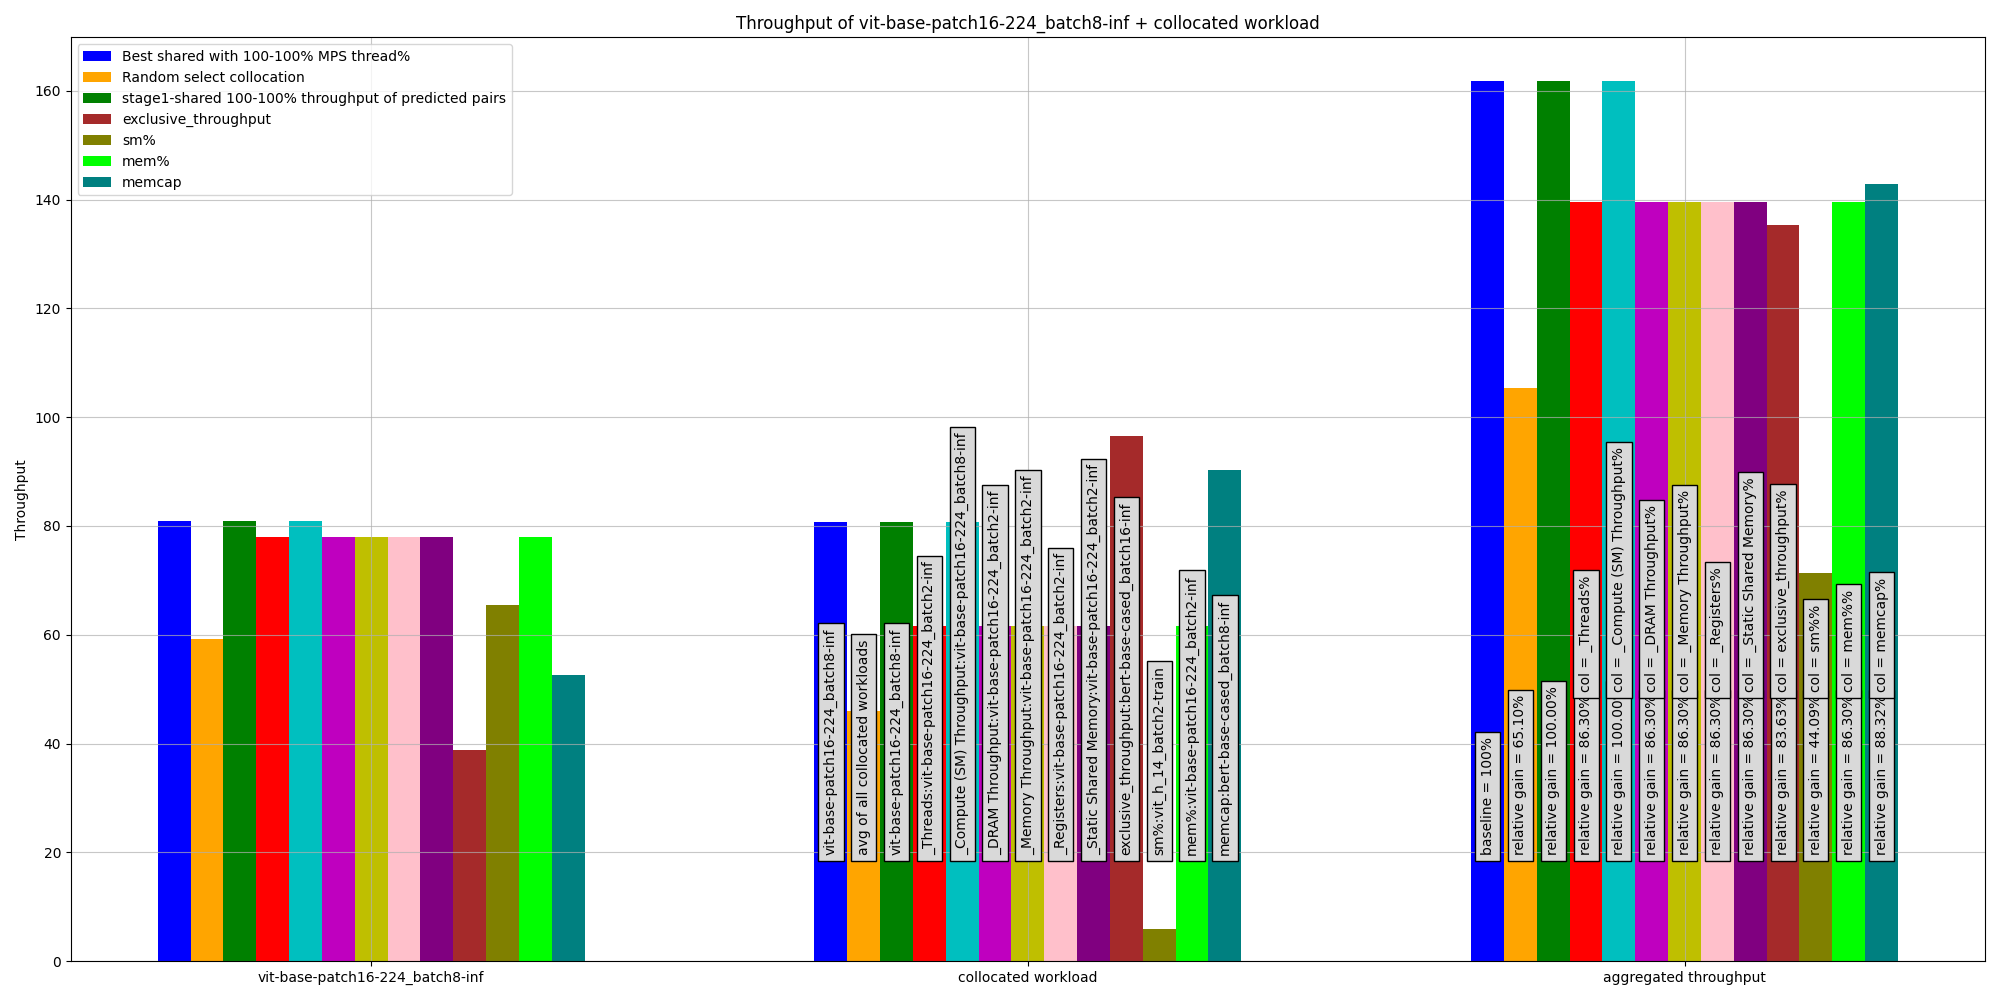 Throughput of vit-base-patch16-224_batch8-inf + collocated workload
Best shared with 100-100% MPS thread%
Random select collocation
stage1-shared 100-100% throughput of predicted pairs
exclusive_throughput
sm%
mem%
memcap
Throughput
160
140
120
100
80
60
40
20
0
vit-base-patch16-224_batch8-inf
avg of all collocated workloads
vit-base-patch16-224_batch8-inf
_Threads:vit-base-patch16-224_batch2-inf
_Compute (SM) Throughput:vit-base-patch16-224_batch8-inf
_DRAM Throughput:vit-base-patch16-224_batch2-inf
_Memory Throughput:vit-base-patch16-224_batch2-inf
_Registers:vit-base-patch16-224_batch2-inf
_Static Shared Memory:vit-base-patch16-224_batch2-inf
exclusive_throughput:bert-base-cased_batch16-inf
sm%:vit_h_14_batch2-train
mem%:vit-base-patch16-224_batch2-inf
memcap:bert-base-cased_batch8-inf
baseline = 100%
relative gain = 65.10%
relative gain = 100.00%
relative gain = 86.30% col = _Threads%
relative gain = 100.00 col = _Compute (SM) Throughput%
relative gain = 86.30% col = _DRAM Throughput%
relative gain = 86.30% col = _Memory Throughput%
relative gain = 86.30% col = _Registers%
relative gain = 86.30% col = _Static Shared Memory%
relative gain = 83.63% col = exclusive_throughput%
relative gain = 44.09% col = sm%%
relative gain = 86.30% col = mem%%
relative gain = 88.32% col = memcap%
vit-base-patch16-224_batch8-inf
collocated workload
aggregated throughput